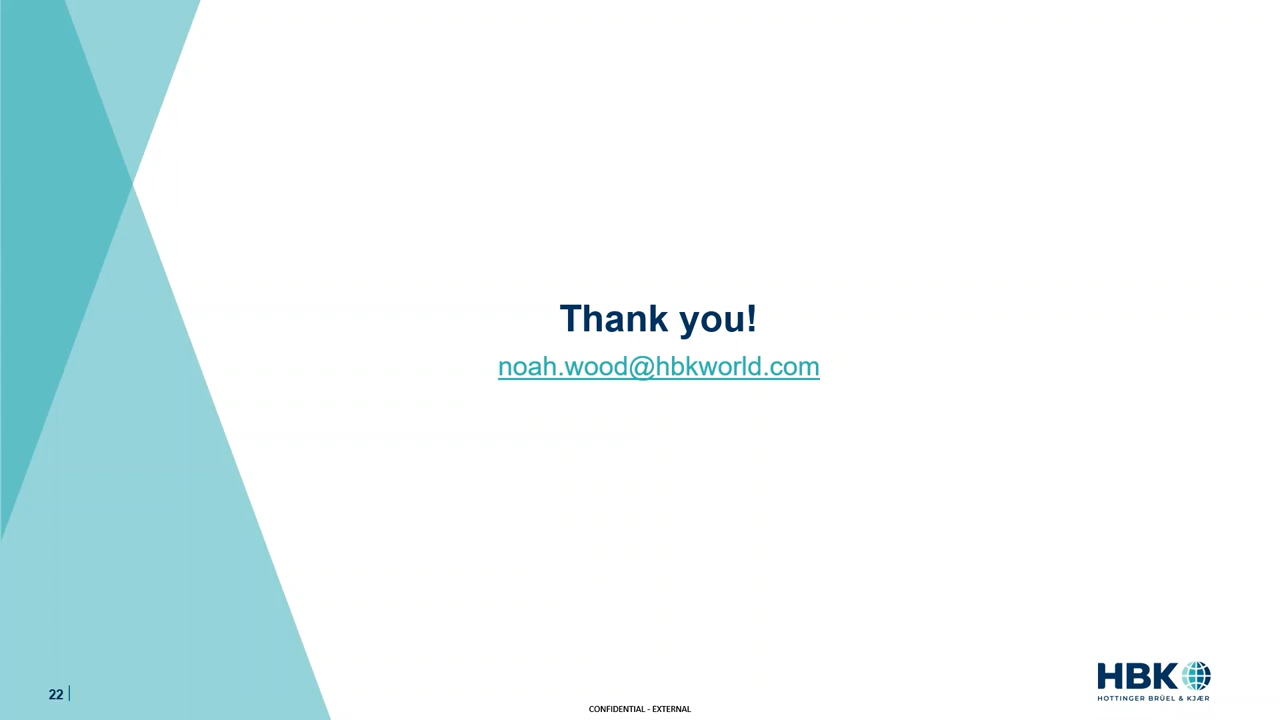 Thank you!
noah.wood@hbkworld.com
22
CONFIDENTIAL - EXTERNAL
HBK
HOTTINGER BRÜEL & KJÆR